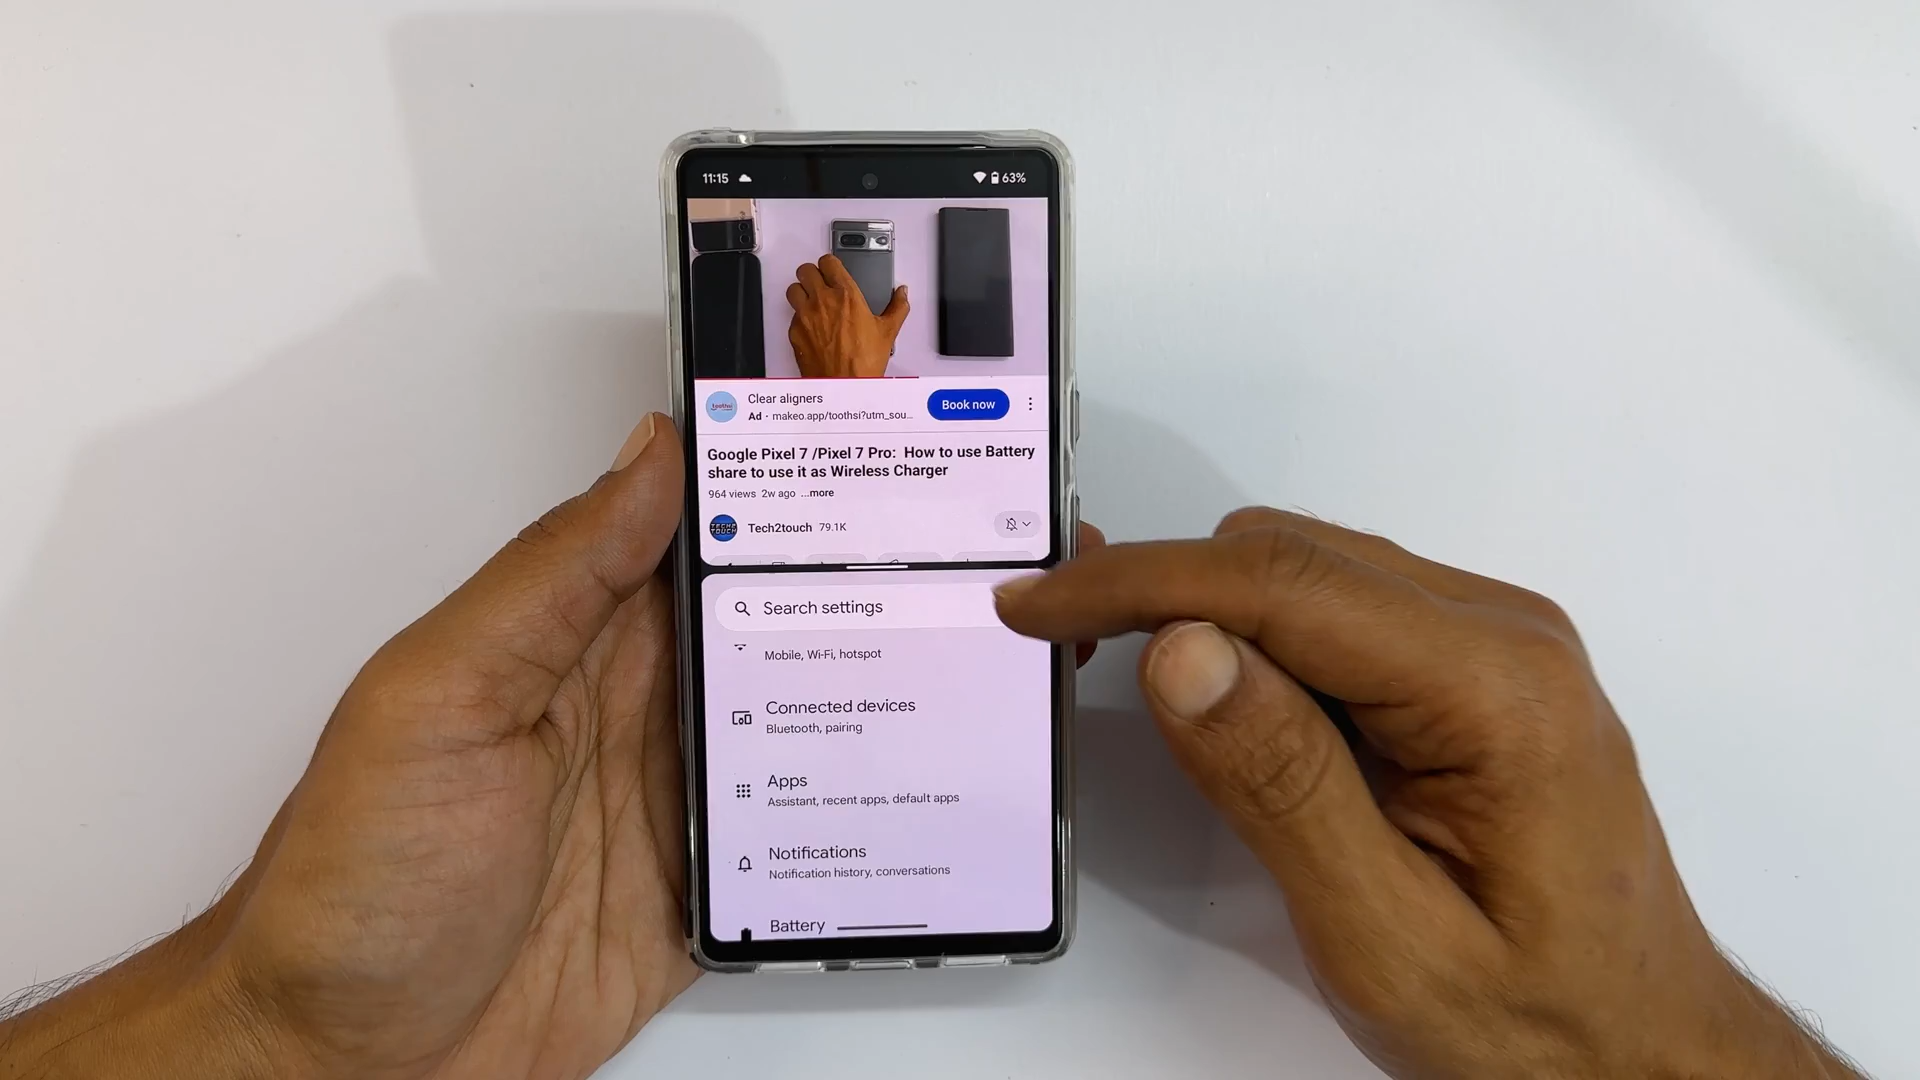 11:15
63%
Clear aligners
Ad · makeo.app/toothsi?utm_sou...
Book now
Google Pixel 7 /Pixel 7 Pro: How to use Battery
share to use it as Wireless Charger
964 views 2w ago ...more
TECH2
TOUCH
Tech2touch 79.1K
Search settings
Mobile, Wi-Fi, hotspot
Connected devices
Bluetooth, pairing
Apps
Assistant, recent apps, default apps
Notifications
Notification history, conversations
Battery